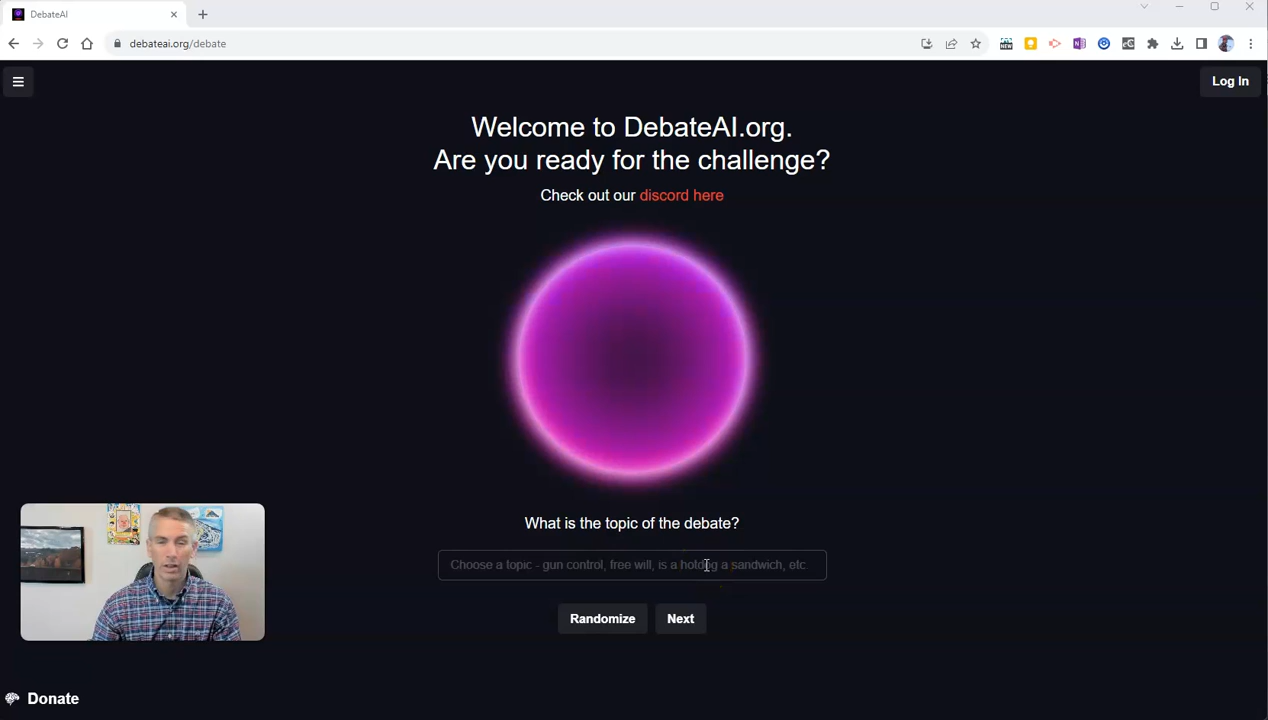 DebateAI
debateai.org/debate
Log In
Welcome to DebateAI.org.
Are you ready for the challenge?
Check out our discord here
What is the topic of the debate?
Choose a topic - gun control, free will, is a hotdog a sandwich, etc
Randomize
Next
Donate